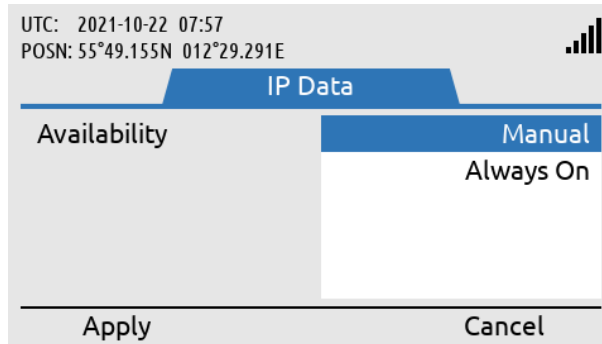 UTC: 2021-10-22 07:57
POSN: 55°49.155N 012°29.291E
IP Data
Availability Manual
Always On
Apply Cancel